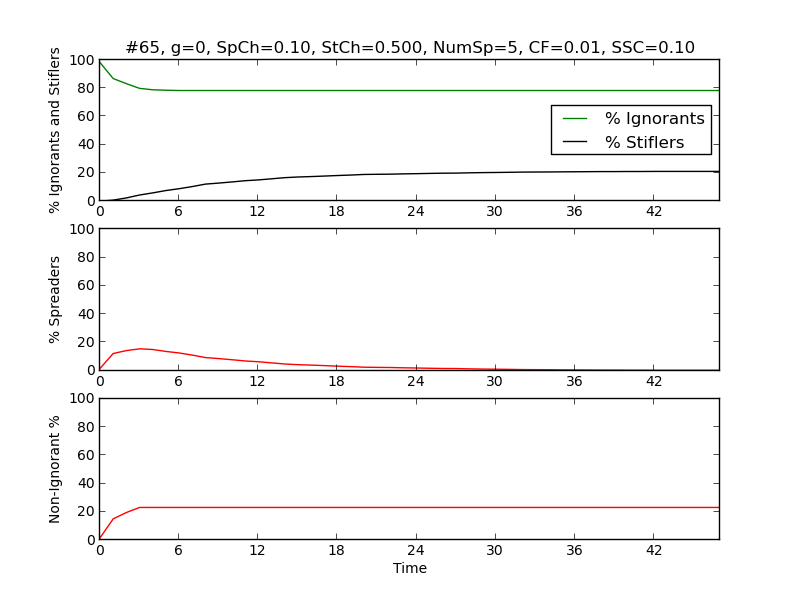 #65, g=0, SpCh=0.10, StCh=0.500, NumSp=5, CF=0.01, SSC=0.10
% Ignorants and Stiflers
100
80
60
40
20
0
% Ignorants
% Stiflers
0 6 12 18 24 30 36 42
% Spreaders
100
80
60
40
20
0
0 6 12 18 24 30 36 42
Non-Ignorant %
100
80
60
40
20
0
0 6 12 18 24 30 36 42
Time